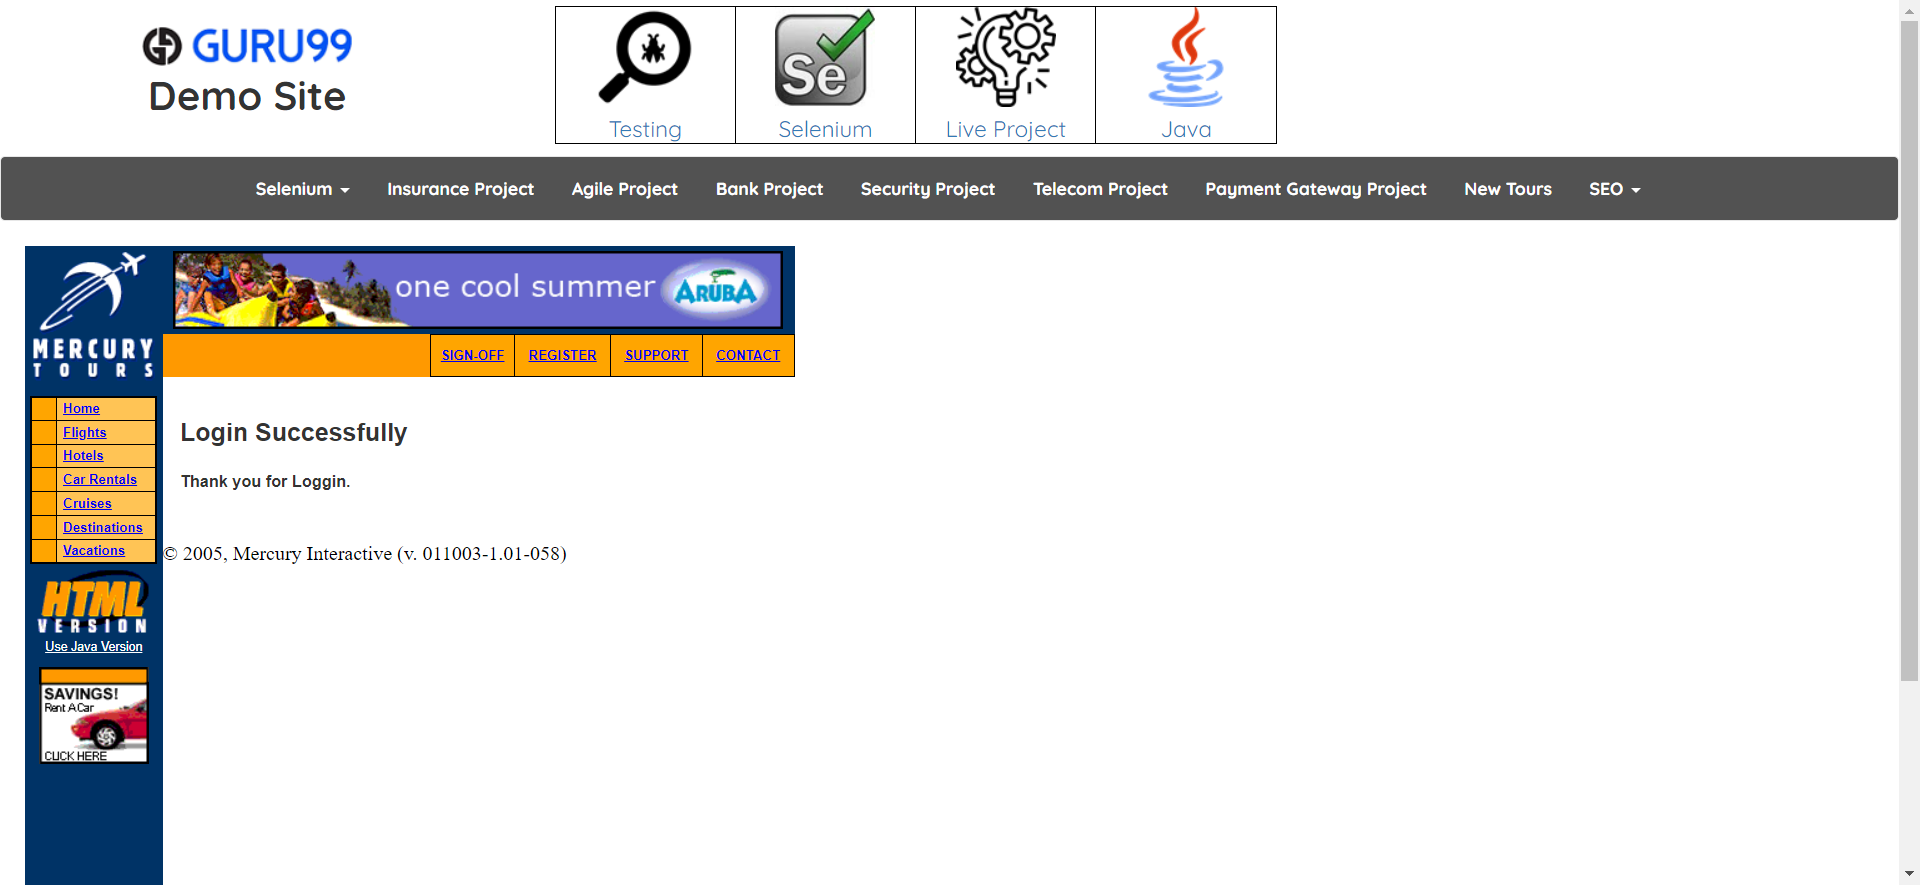 GURU99
Demo Site
Se
Testing
Selenium
Live Project
Java
Selenium
Insurance Project
Agile Project
Bank Project
Security Project
Telecom Project
Payment Gateway Project
New Tours
SEO
MERCURY
TOURS
one cool summer
ARUBA
SIGN-OFF
REGISTER
SUPPORT
CONTACT
Home
Flights
Hotels
Car Rentals
Cruises
Destinations
Vacations
Login Successfully
Thank you for Loggin.
© 2005, Mercury Interactive (v. 011003-1.01-058)
HTML
VERSION
Use Java Version
SAVINGS!
Rent A Car
CLICK HERE